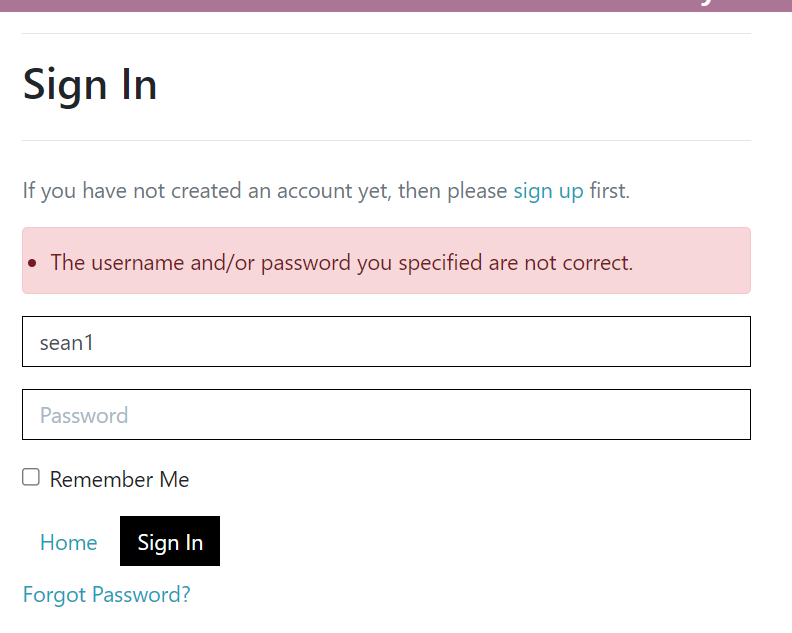 Sign In
If you have not created an account yet, then please sign up first.
The username and/or password you specified are not correct.
sean1
Password
Remember Me
Home Sign In
Forgot Password?